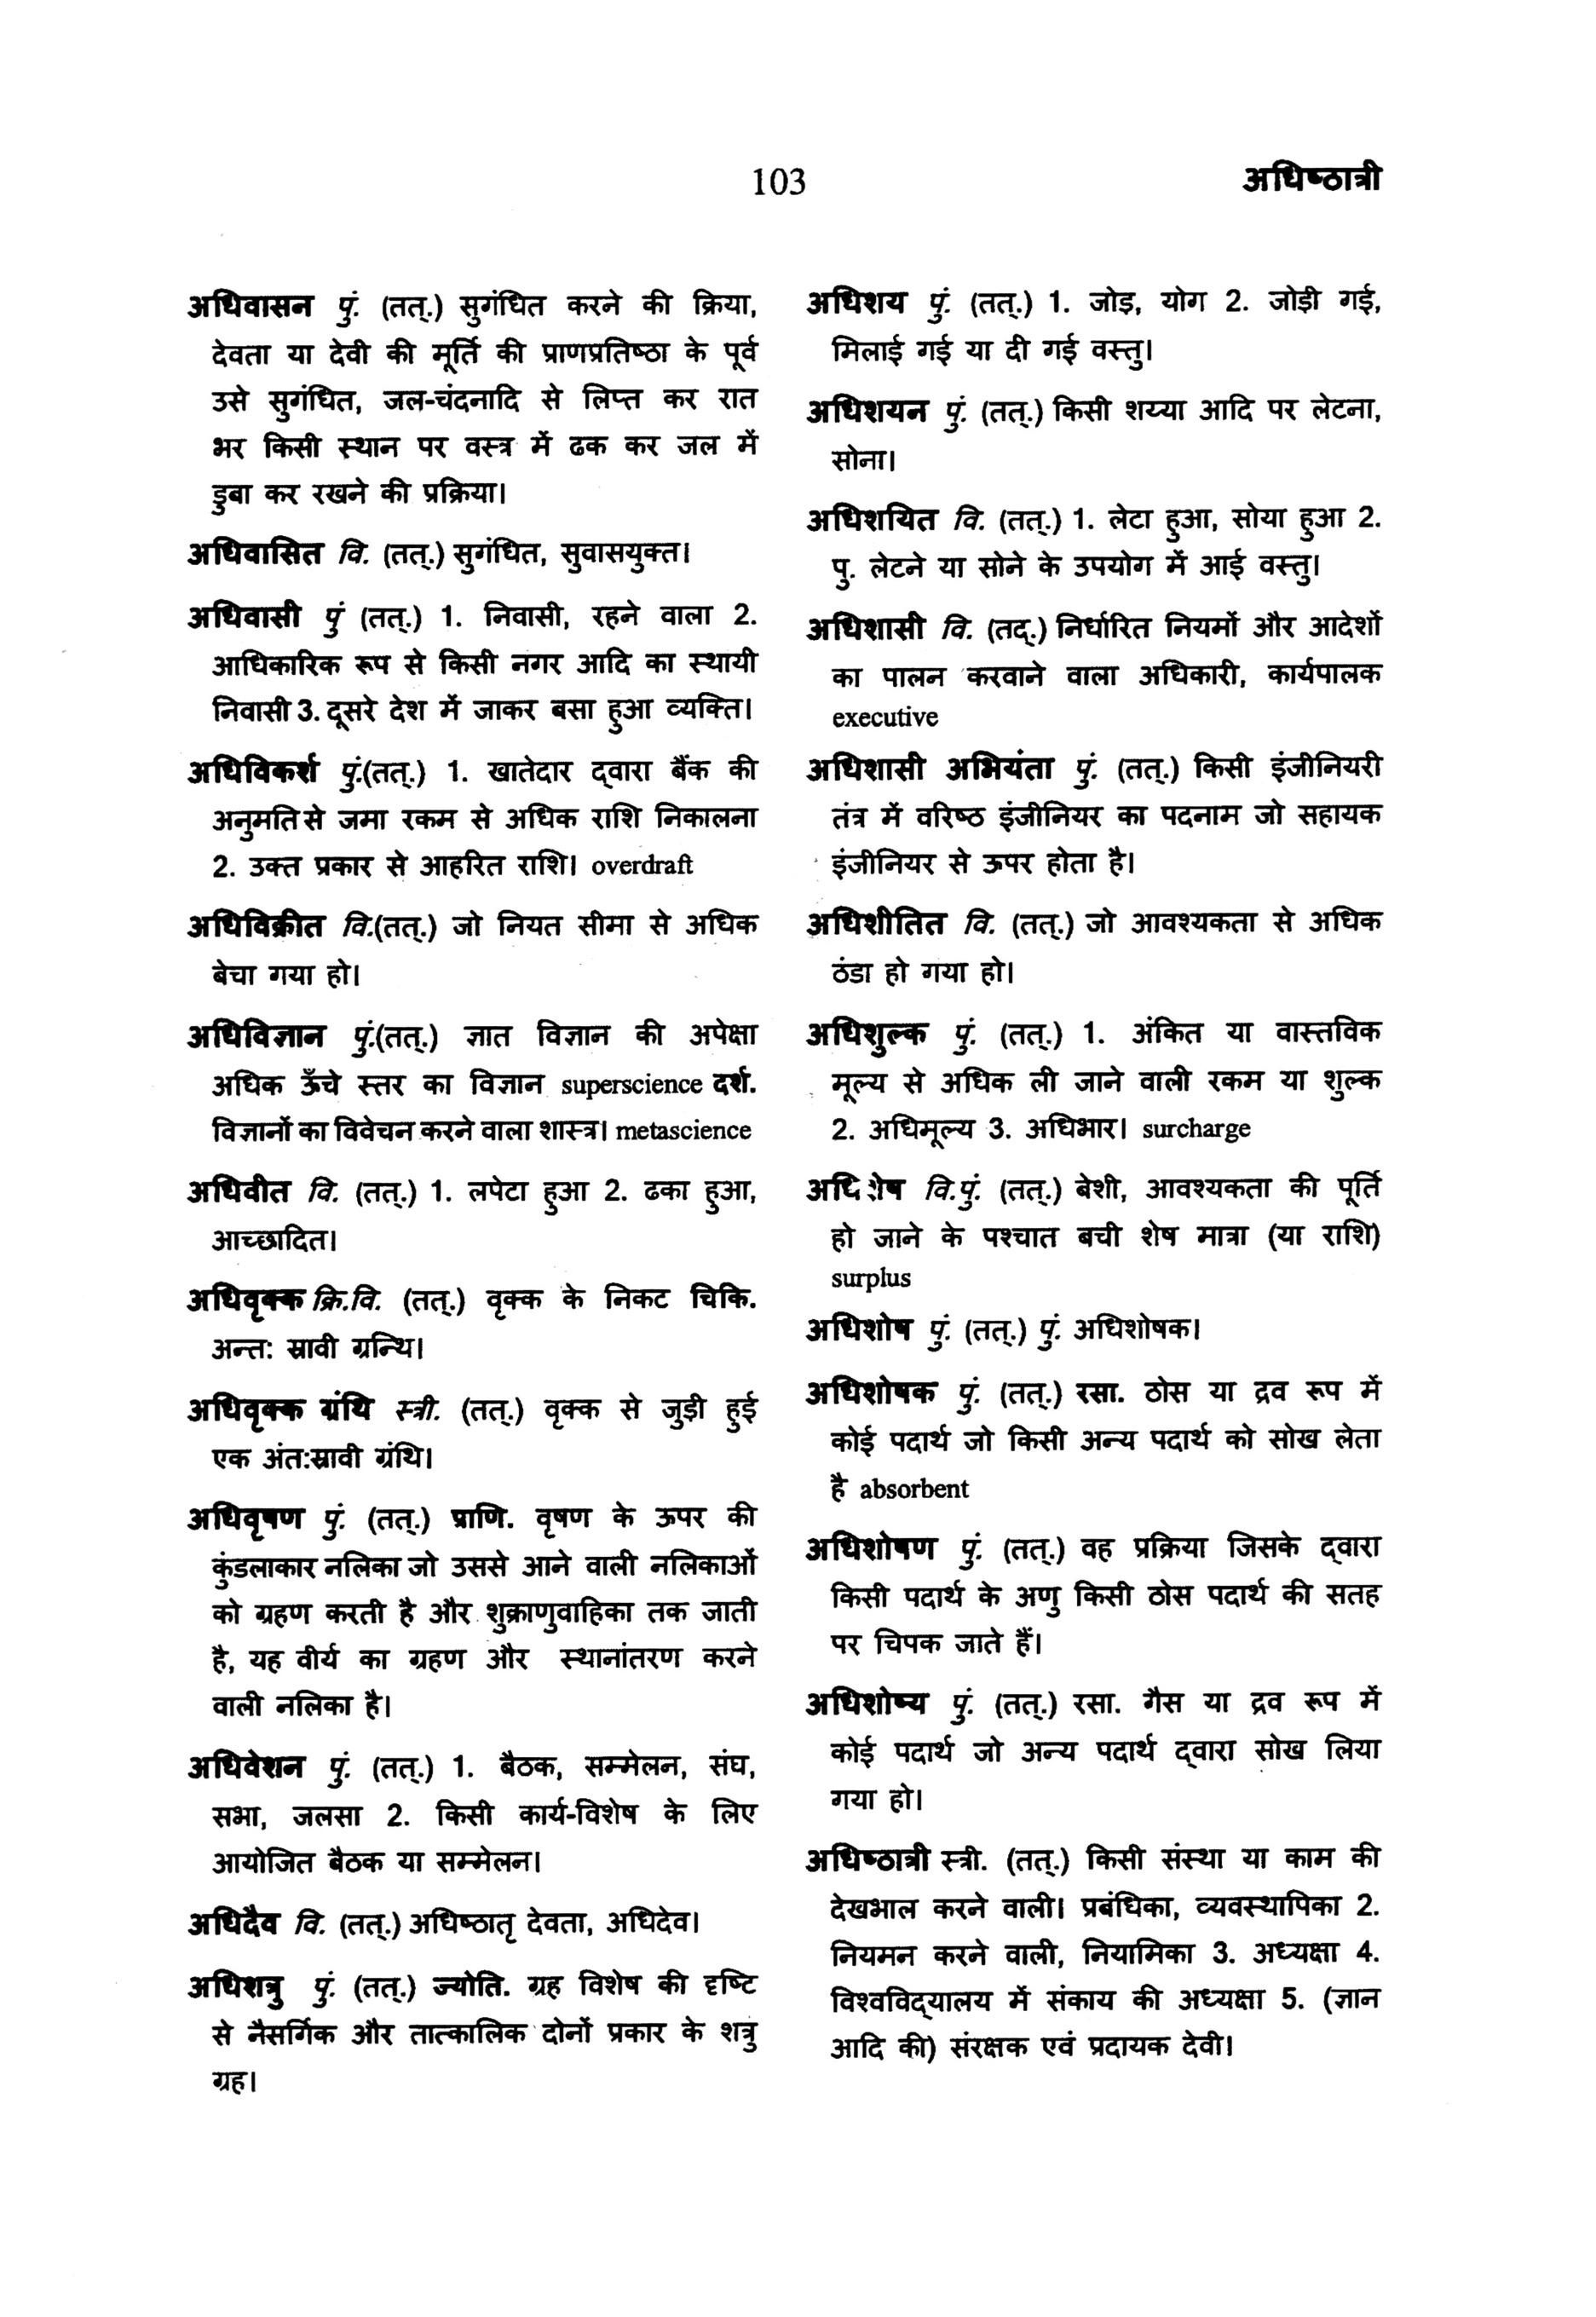 103
अधिष्ठात्री
अधिवासन पुं. (तत्.) सुगंधित करने की क्रिया,
देवता या देवी की मूर्ति की प्राणप्रतिष्ठा के पूर्व
उसे सुगंधित, जल-चंदनादि से लिप्त कर रात
भर किसी स्थान पर वस्त्र में ढक कर जल में
डुबा कर रखने की प्रक्रिया।
अधिवासित वि. (तत्.) सुगंधित, सुवासयुक्त।
अधिवासी पुं (तत्.) 1. निवासी, रहने वाला 2.
आधिकारिक रूप से किसी नगर आदि का स्थायी
निवासी 3. दूसरे देश में जाकर बसा हुआ व्यक्ति।
अधिविकर्श पुं.(तत्.) 1. खातेदार द्वारा बैंक की
अनुमति से जमा रकम से अधिक राशि निकालना
2. उक्त प्रकार से आहरित राशि। overdraft
अधिविक्रीत वि.(तत्.) जो नियत सीमा से अधिक
बेचा गया हो।
अधिविज्ञान पुं.(तत्.) ज्ञात विज्ञान की अपेक्षा
अधिक ऊँचे स्तर का विज्ञान superscience दर्श.
विज्ञानों का विवेचन करने वाला शास्त्र। metascience
अधिवीत वि. (तत्.) 1. लपेटा हुआ 2. ढका हुआ,
आच्छादित।
अधिवृक्क क्रि.वि. (तत्.) वृक्क के निकट चिकि.
अन्तः स्रावी ग्रन्थि।
अधिवृक्क ग्रंथि स्त्री. (तत्.) वृक्क से जुड़ी हुई
एक अंतःस्रावी ग्रंथि।
अधिवृषण पुं. (तत्.) प्राणि. वृषण के ऊपर की
कुंडलाकार नलिका जो उससे आने वाली नलिकाओं
को ग्रहण करती है और शुक्राणुवाहिका तक जाती
है, यह वीर्य का ग्रहण और स्थानांतरण करने
वाली नलिका है।
अधिवेशन पुं. (तत्.) 1. बैठक, सम्मेलन, संघ,
सभा, जलसा 2. किसी कार्य-विशेष के लिए
आयोजित बैठक या सम्मेलन।
अधिदैव वि. (तत्.) अधिष्ठातृ देवता, अधिदेव।
अधिशत्रु पुं. (तत्.) ज्योति. ग्रह विशेष की दृष्टि
से नैसर्गिक और तात्कालिक दोनों प्रकार के शत्रु
ग्रह।
अधिशय पुं. (तत्.) 1. जोड़, योग 2. जोड़ी गई,
मिलाई गई या दी गई वस्तु।
अधिशयन पुं. (तत्.) किसी शय्या आदि पर लेटना,
सोना।
अधिशयित वि. (तत्.) 1. लेटा हुआ, सोया हुआ 2.
पु. लेटने या सोने के उपयोग में आई वस्तु।
अधिशासी वि. (तद्.) निर्धारित नियमों और आदेशों
का पालन करवाने वाला अधिकारी, कार्यपालक
executive
अधिशासी अभियंता पुं. (तत्.) किसी इंजीनियरी
तंत्र में वरिष्ठ इंजीनियर का पदनाम जो सहायक
इंजीनियर से ऊपर होता है।
अधिशीतित वि. (तत्.) जो आवश्यकता से अधिक
ठंडा हो गया हो।
अधिशुल्क पुं. (तत्.) 1. अंकित या वास्तविक
मूल्य से अधिक ली जाने वाली रकम या शुल्क
2. अधिमूल्य 3. अधिभार। surcharge
अधिशेष वि.पुं. (तत्.) बेशी, आवश्यकता की पूर्ति
हो जाने के पश्चात बची शेष मात्रा (या राशि)
surplus
अधिशोष पुं. (तत्.) पुं. अधिशोषक।
अधिशोषक पुं. (तत्.) रसा. ठोस या द्रव रूप में
कोई पदार्थ जो किसी अन्य पदार्थ को सोख लेता
है absorbent
अधिशोषण पुं. (तत्.) वह प्रक्रिया जिसके द्वारा
किसी पदार्थ के अणु किसी ठोस पदार्थ की सतह
पर चिपक जाते हैं।
अधिशोष्य पुं. (तत्.) रसा. गैस या द्रव रूप में
कोई पदार्थ जो अन्य पदार्थ द्वारा सोख लिया
गया हो।
अधिष्ठात्री स्त्री. (तत्.) किसी संस्था या काम की
देखभाल करने वाली। प्रबंधिका, व्यवस्थापिका 2.
नियमन करने वाली, नियामिका 3. अध्यक्षा 4.
विश्वविद्यालय में संकाय की अध्यक्षा 5. (ज्ञान
आदि की) संरक्षक एवं प्रदायक देवी।